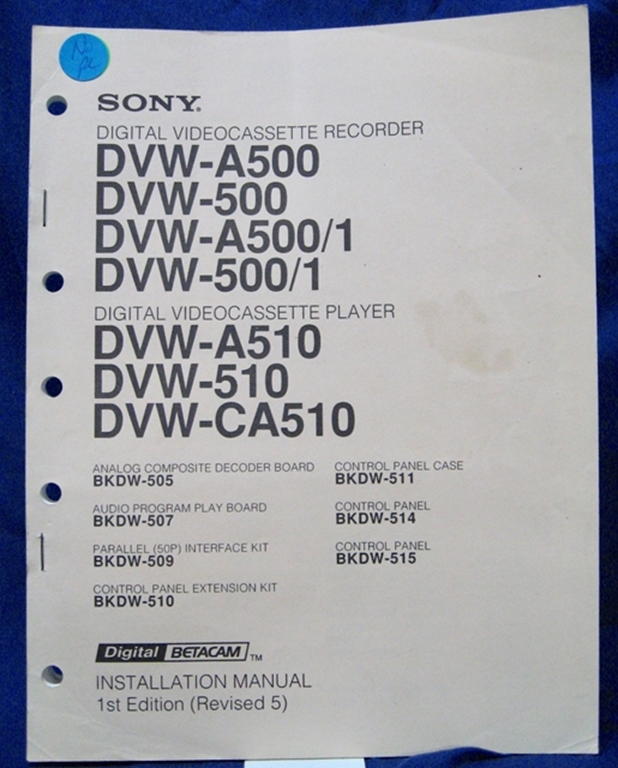 No
pl
SONY®
DIGITAL VIDEOCASSETTE RECORDER
DVW-A500
DVW-500
DVW-A500/1
DVW-500/1
DIGITAL VIDEOCASSETTE PLAYER
DVW-A510
DVW-510
DVW-CA510
ANALOG COMPOSITE DECODER BOARD
BKDW-505
AUDIO PROGRAM PLAY BOARD
BKDW-507
PARALLEL (50P) INTERFACE KIT
BKDW-509
CONTROL PANEL EXTENSION KIT
BKDW-510
CONTROL PANEL CASE
BKDW-511
CONTROL PANEL
BKDW-514
CONTROL PANEL
BKDW-515
Digital BETACAM TM
INSTALLATION MANUAL
1st Edition (Revised 5)